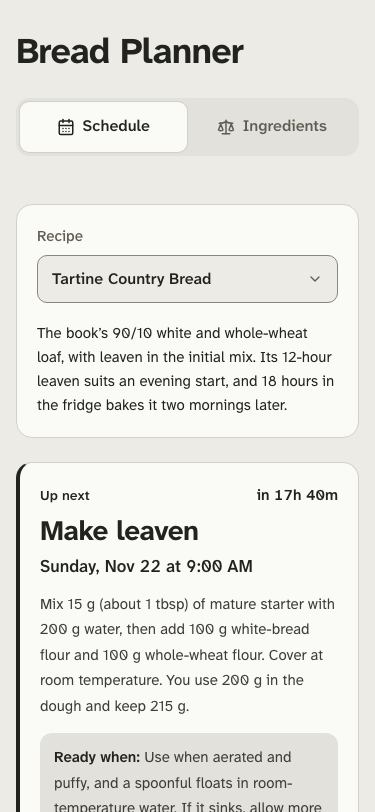 Bread Planner
Schedule
Ingredients
Recipe
Tartine Country Bread
The book’s 90/10 white and whole-wheat
loaf, with leaven in the initial mix. Its 12-hour
leaven suits an evening start, and 18 hours in
the fridge bakes it two mornings later.
Up next
in 17h 40m
Make leaven
Sunday, Nov 22 at 9:00 AM
Mix 15 g (about 1 tbsp) of mature starter with
200 g water, then add 100 g white-bread
flour and 100 g whole-wheat flour. Cover at
room temperature. You use 200 g in the
dough and keep 215 g.
Ready when: Use when aerated and
puffy, and a spoonful floats in room-
temperature water. If it sinks, allow more